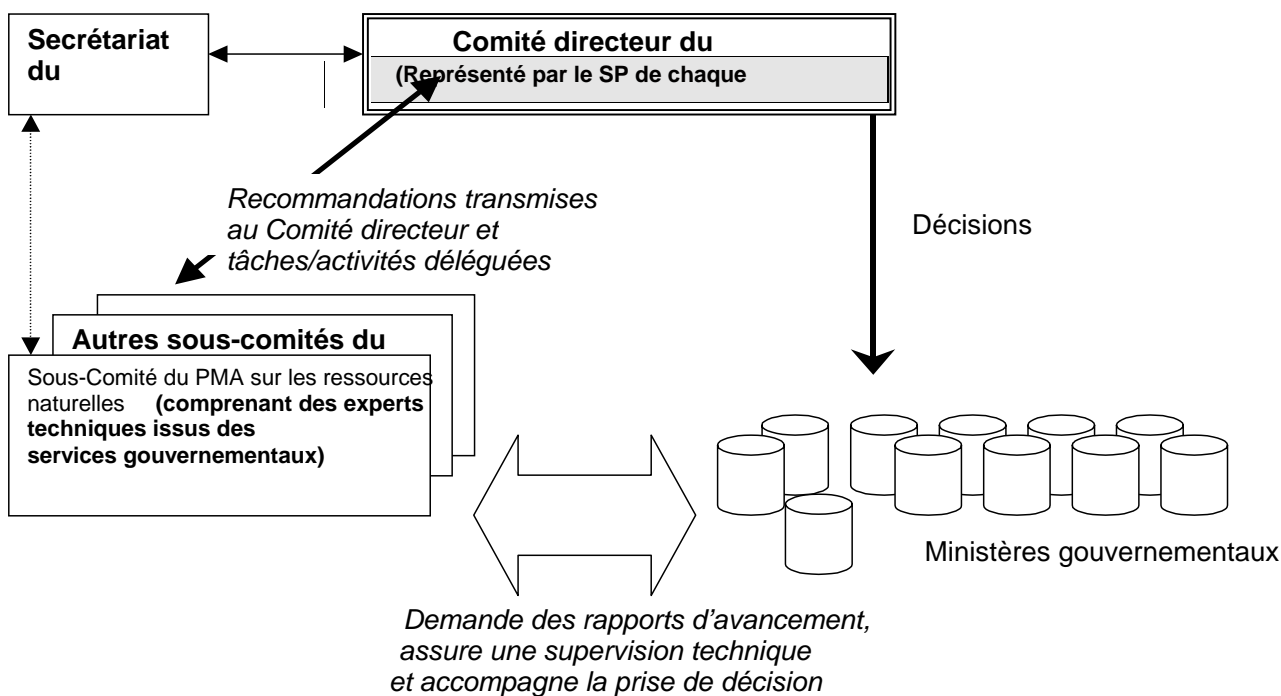 Secrétariat
du
Comité directeur du
(Représenté par le SP de chaque
Recommandations transmises
au Comité directeur et
tâches/activités déléguées
Décisions
Autres sous-comités du
Sous-Comité du PMA sur les ressources
naturelles (comprenant des experts
techniques issus des
services gouvernementaux)
Ministères gouvernementaux
Demande des rapports d'avancement,
assure une supervision technique
et accompagne la prise de décision